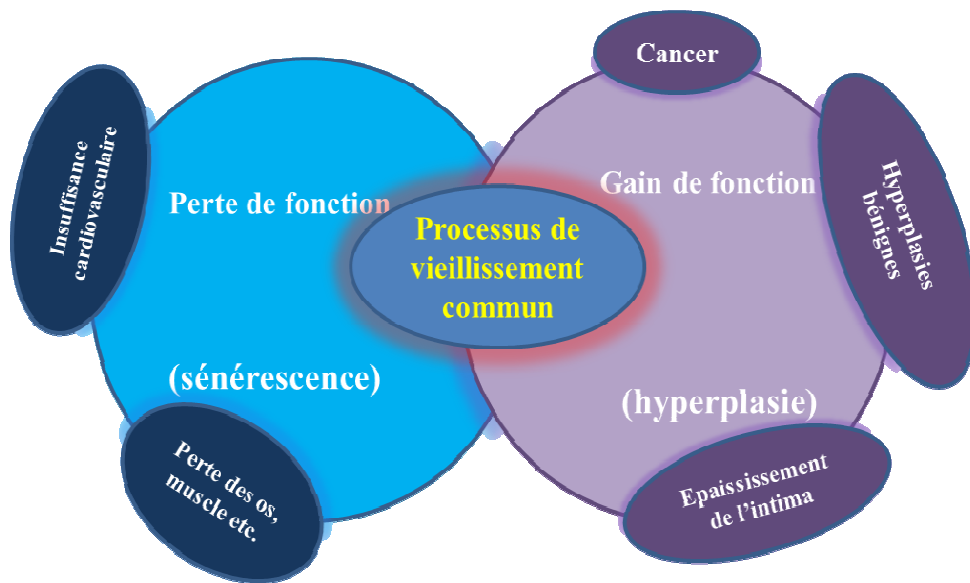 Cancer
Insuffisance
cardiovasculaire
Perte de fonction
Gain de fonction
Hyperplasies
bénignes
Processus de
vieillissement
commun
(sénérescence)
(hyperplasie)
Perte des os,
muscle etc.
Epaississement
de l'intima